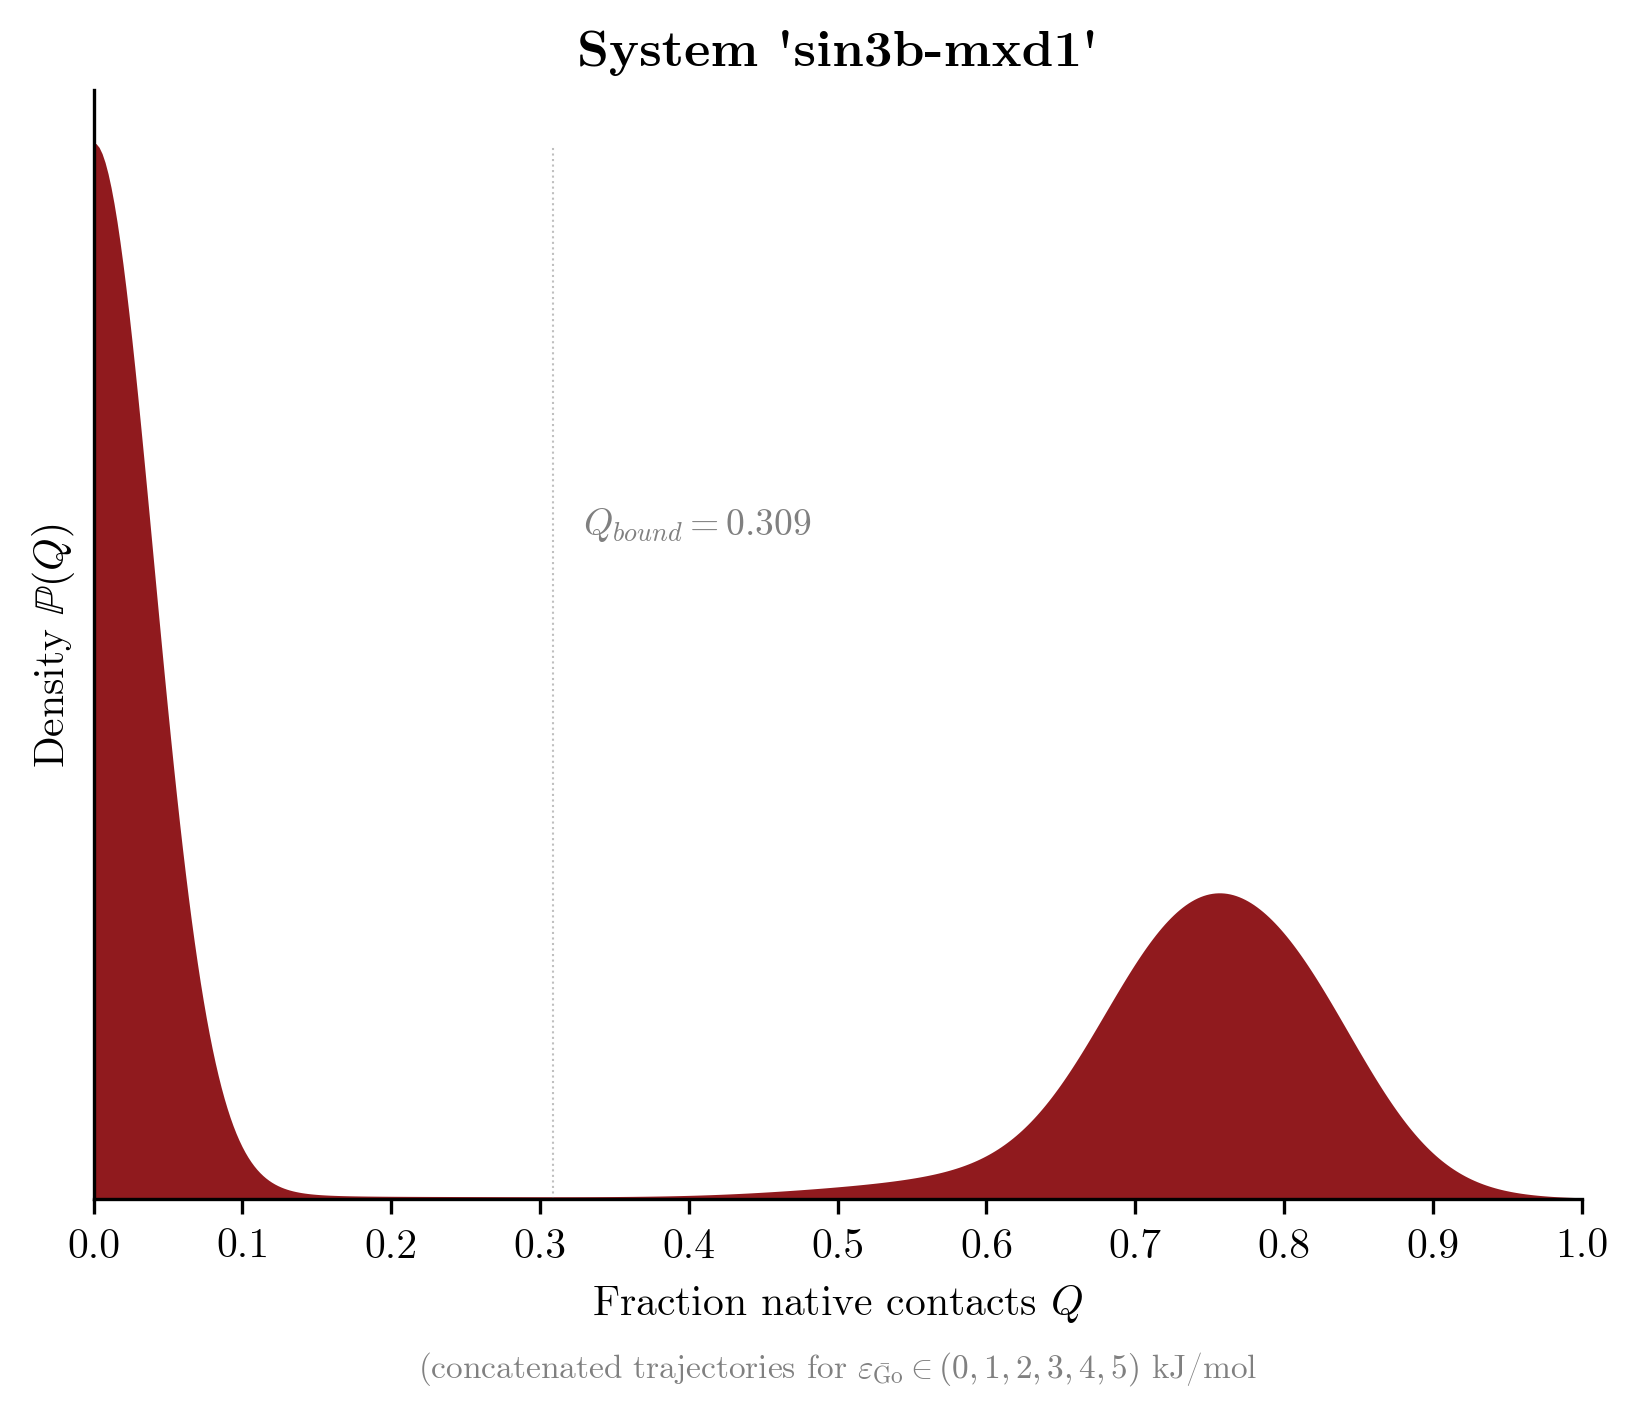 System 'sin3b-mxd1'
Density ℙ(Q)
Q_bound = 0.309
0.0 0.1 0.2 0.3 0.4 0.5 0.6 0.7 0.8 0.9 1.0
Fraction native contacts Q
(concatenated trajectories for ε_Ḡo ∈ (0, 1, 2, 3, 4, 5) kJ/mol